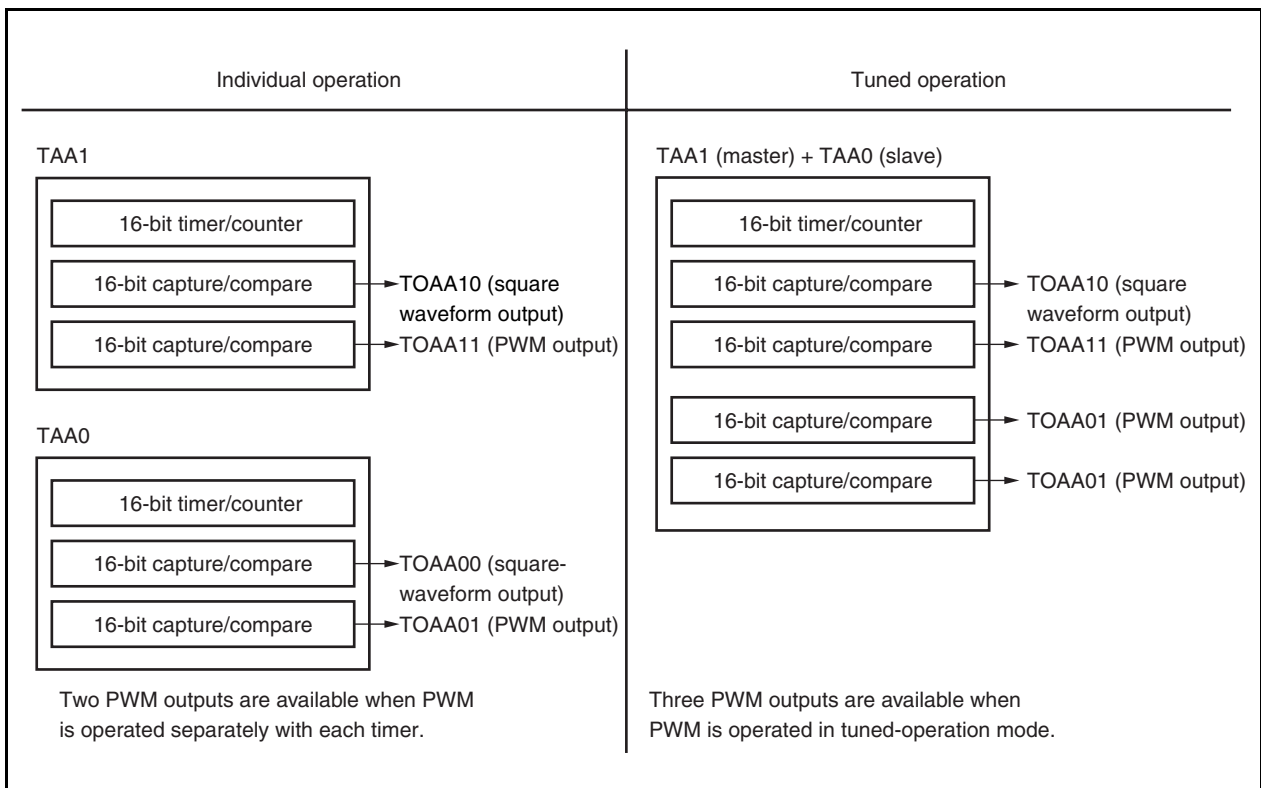 Individual operation
Tuned operation
TAA1
16-bit timer/counter
16-bit capture/compare
TOAA10 (square
waveform output)
16-bit capture/compare
TOAA11 (PWM output)
TAA0
16-bit timer/counter
16-bit capture/compare
TOAA00 (square-
waveform output)
16-bit capture/compare
TOAA01 (PWM output)
Two PWM outputs are available when PWM
is operated separately with each timer.
TAA1 (master) + TAA0 (slave)
16-bit timer/counter
16-bit capture/compare
TOAA10 (square
waveform output)
16-bit capture/compare
TOAA11 (PWM output)
16-bit capture/compare
TOAA01 (PWM output)
16-bit capture/compare
TOAA01 (PWM output)
Three PWM outputs are available when
PWM is operated in tuned-operation mode.